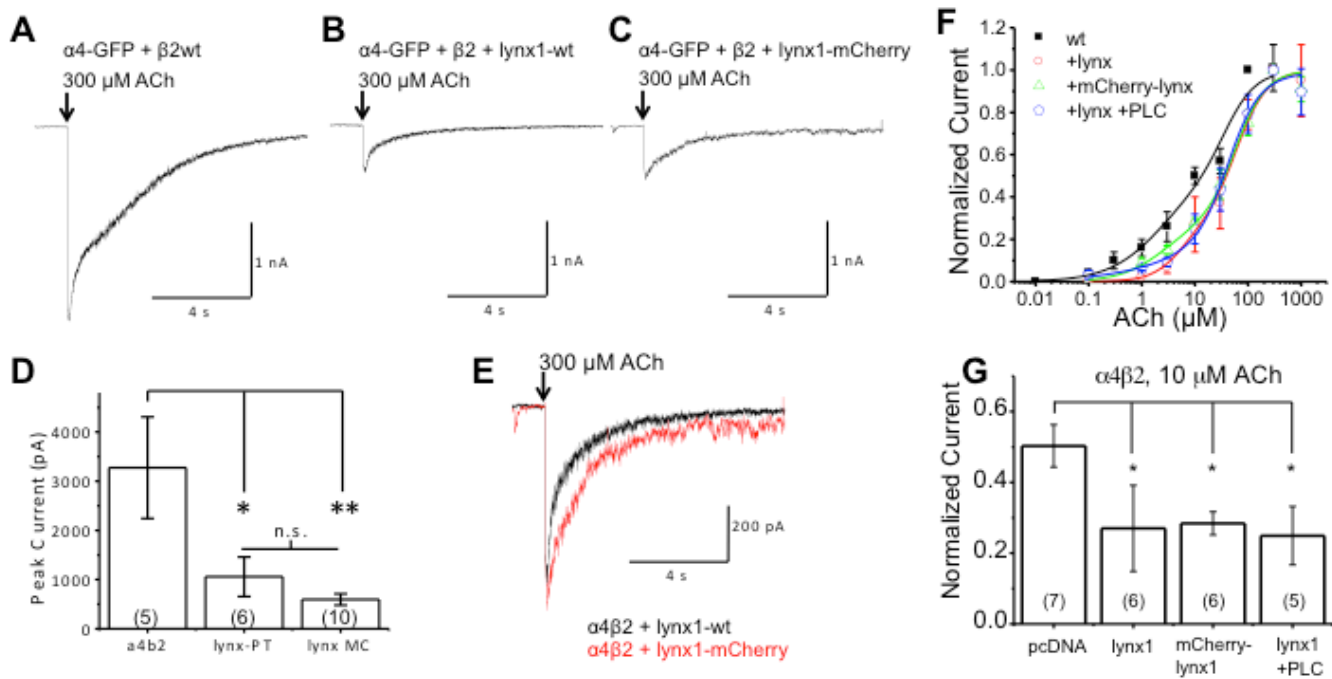 A
α4-GFP + β2wt
300 µM ACh
1 nA
4 s
B
α4-GFP + β2 + lynx1-wt
300 µM ACh
1 nA
4 s
C
α4-GFP + β2 + lynx1-mCherry
300 µM ACh
1 nA
4 s
F
Normalized Current
1.2
1.0
0.8
0.6
0.4
0.2
0.0
wt
+lynx
+mCherry-lynx
+lynx +PLC
0.01 0.1 1 10 100 1000
ACh (µM)
D
Peak Current (pA)
4000
3000
2000
1000
0
* **
n.s.
(5) (6) (10)
a4b2 lynx-PT lynx MC
E
300 µM ACh
200 pA
4 s
α4β2 + lynx1-wt
α4β2 + lynx1-mCherry
G
α4β2, 10 µM ACh
Normalized Current
0.6
0.4
0.2
0.0
* * *
(7) (6) (6) (5)
pcDNA lynx1 mCherry- lynx1
lynx1 +PLC